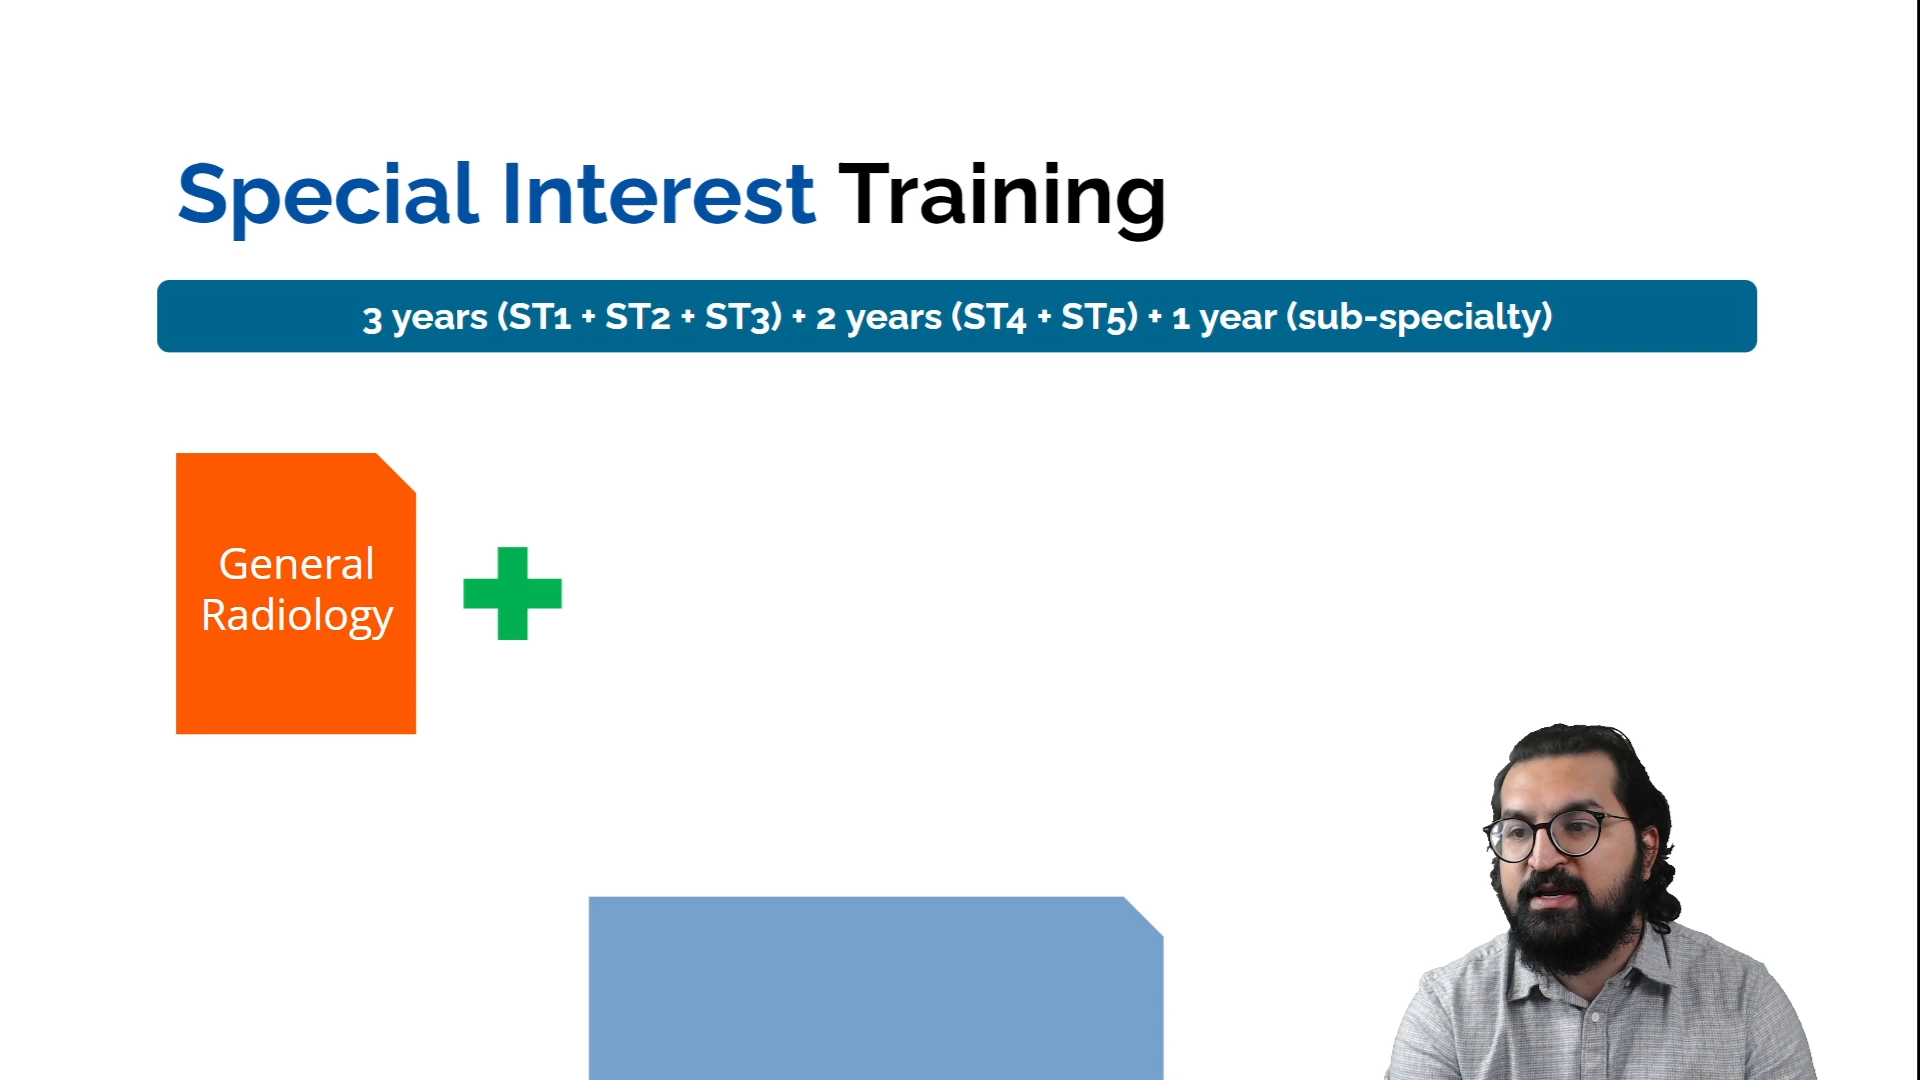 Special Interest Training
3 years (ST1 + ST2 + ST3) + 2 years (ST4 + ST5) + 1 year (sub-specialty)
General
Radiology